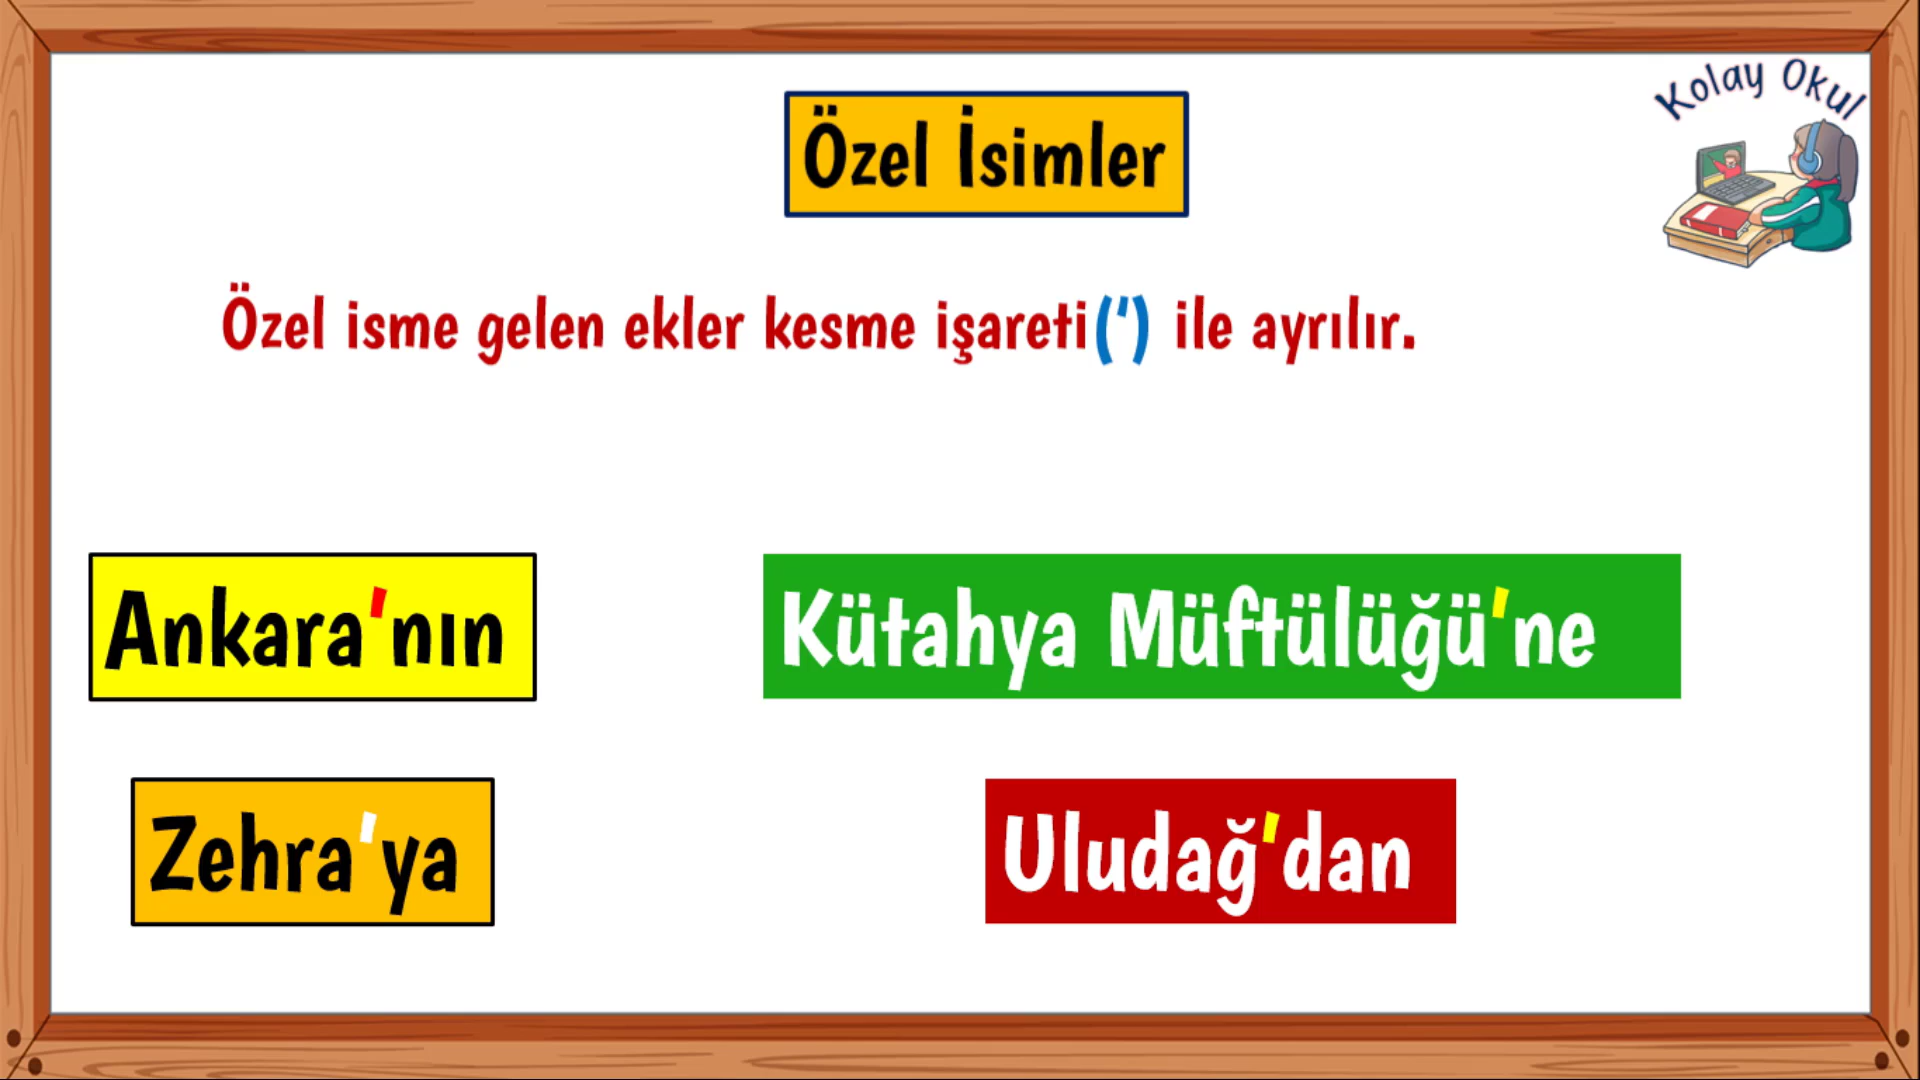 Kolay Okul
Özel İsimler
Özel isme gelen ekler kesme işareti(‘) ile ayrılır.
Ankara'nın
Kütahya Müftülüğü'ne
Zehra'ya
Uludağ'dan